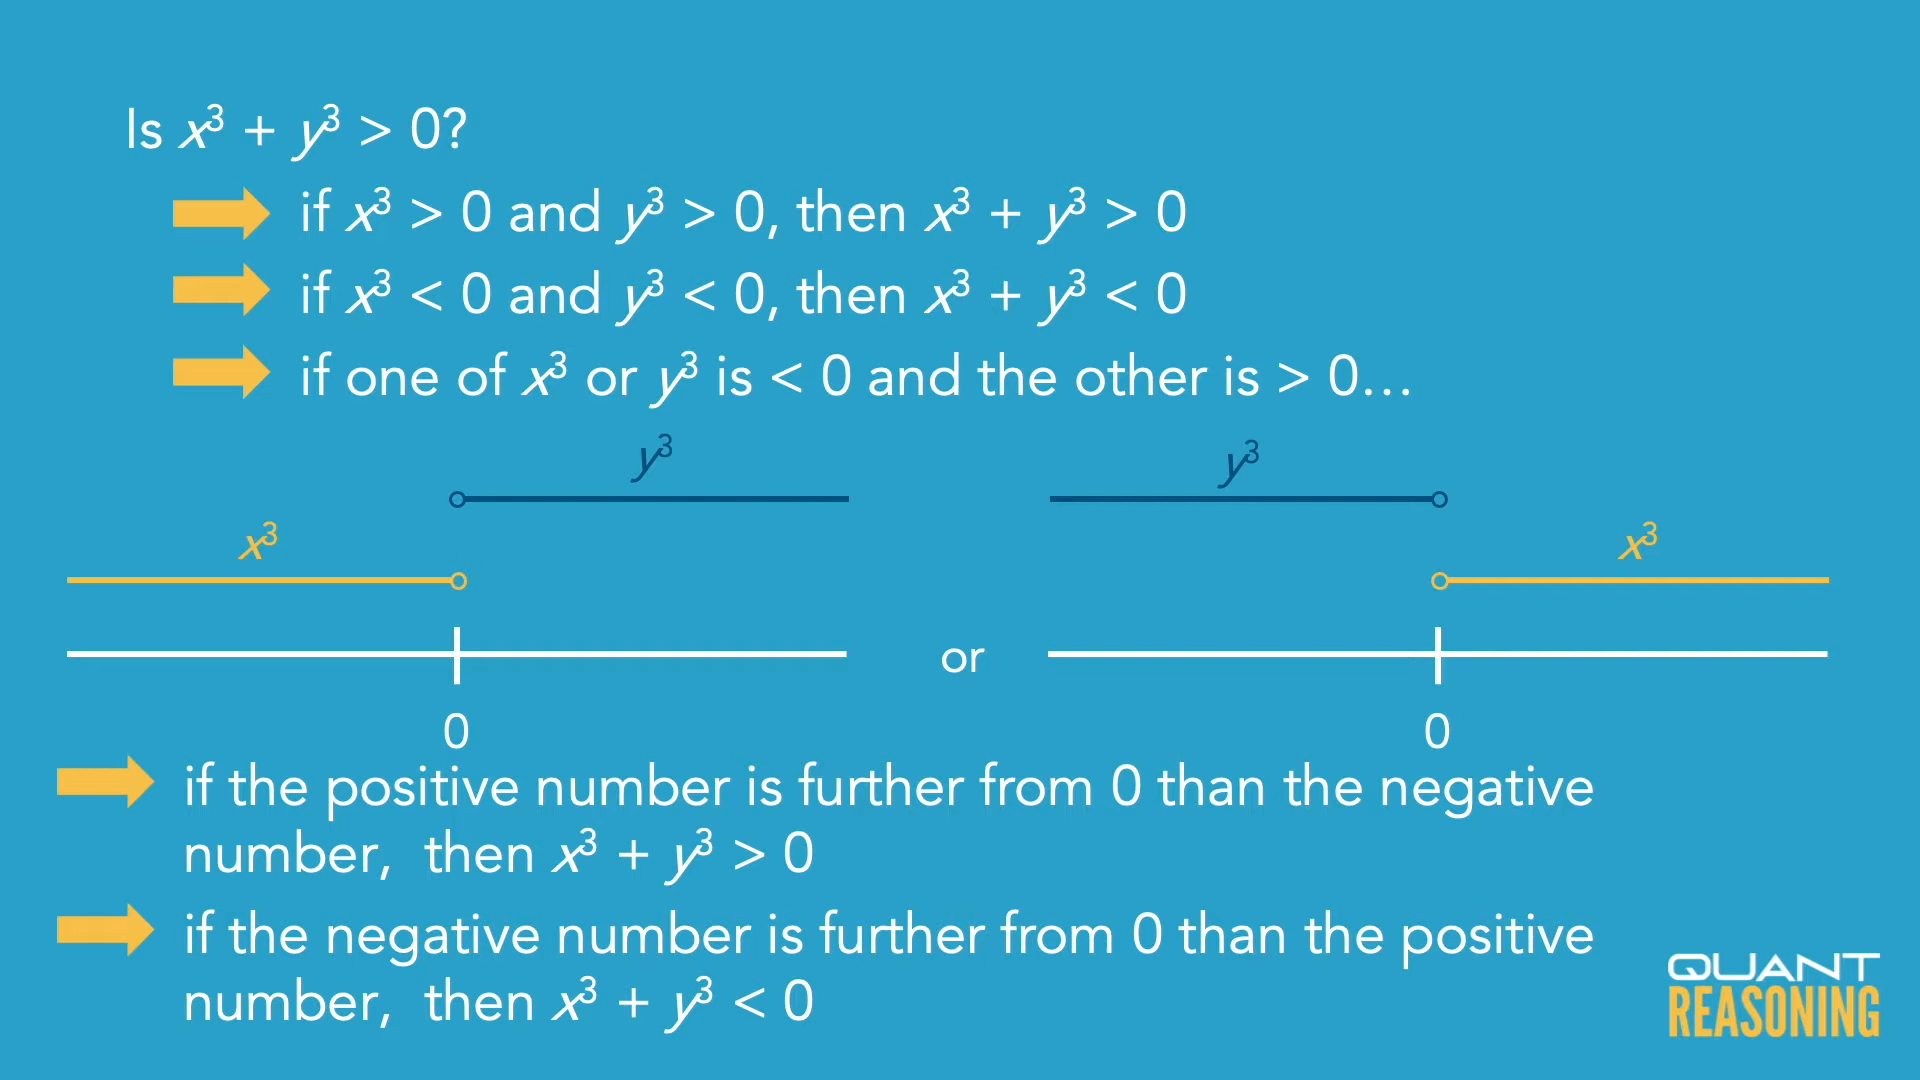 Is x³ + y³ > 0?
if x³ > 0 and y³ > 0, then x³ + y³ > 0
if x³ < 0 and y³ < 0, then x³ + y³ < 0
if one of x³ or y³ is < 0 and the other is > 0…
y³
y³
x³
x³
or
0
0
if the positive number is further from 0 than the negative
number,  then x³ + y³ > 0
if the negative number is further from 0 than the positive
number,  then x³ + y³ < 0
QUANT
REASONING